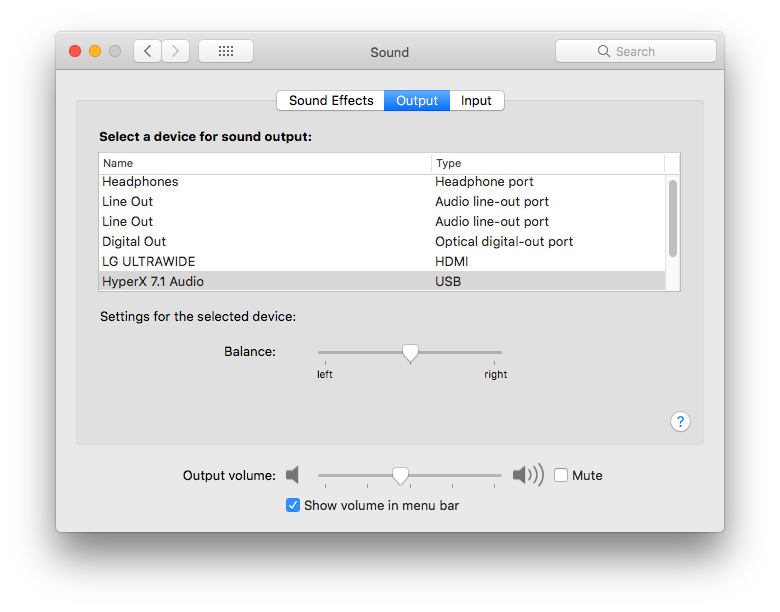 Sound
Search
Sound Effects Output Input
Select a device for sound output:
Name Type
Headphones Headphone port
Line Out Audio line-out port
Line Out Audio line-out port
Digital Out Optical digital-out port
LG ULTRAWIDE HDMI
HyperX 7.1 Audio USB
Settings for the selected device:
Balance:
left right
?
Output volume: Mute
Show volume in menu bar